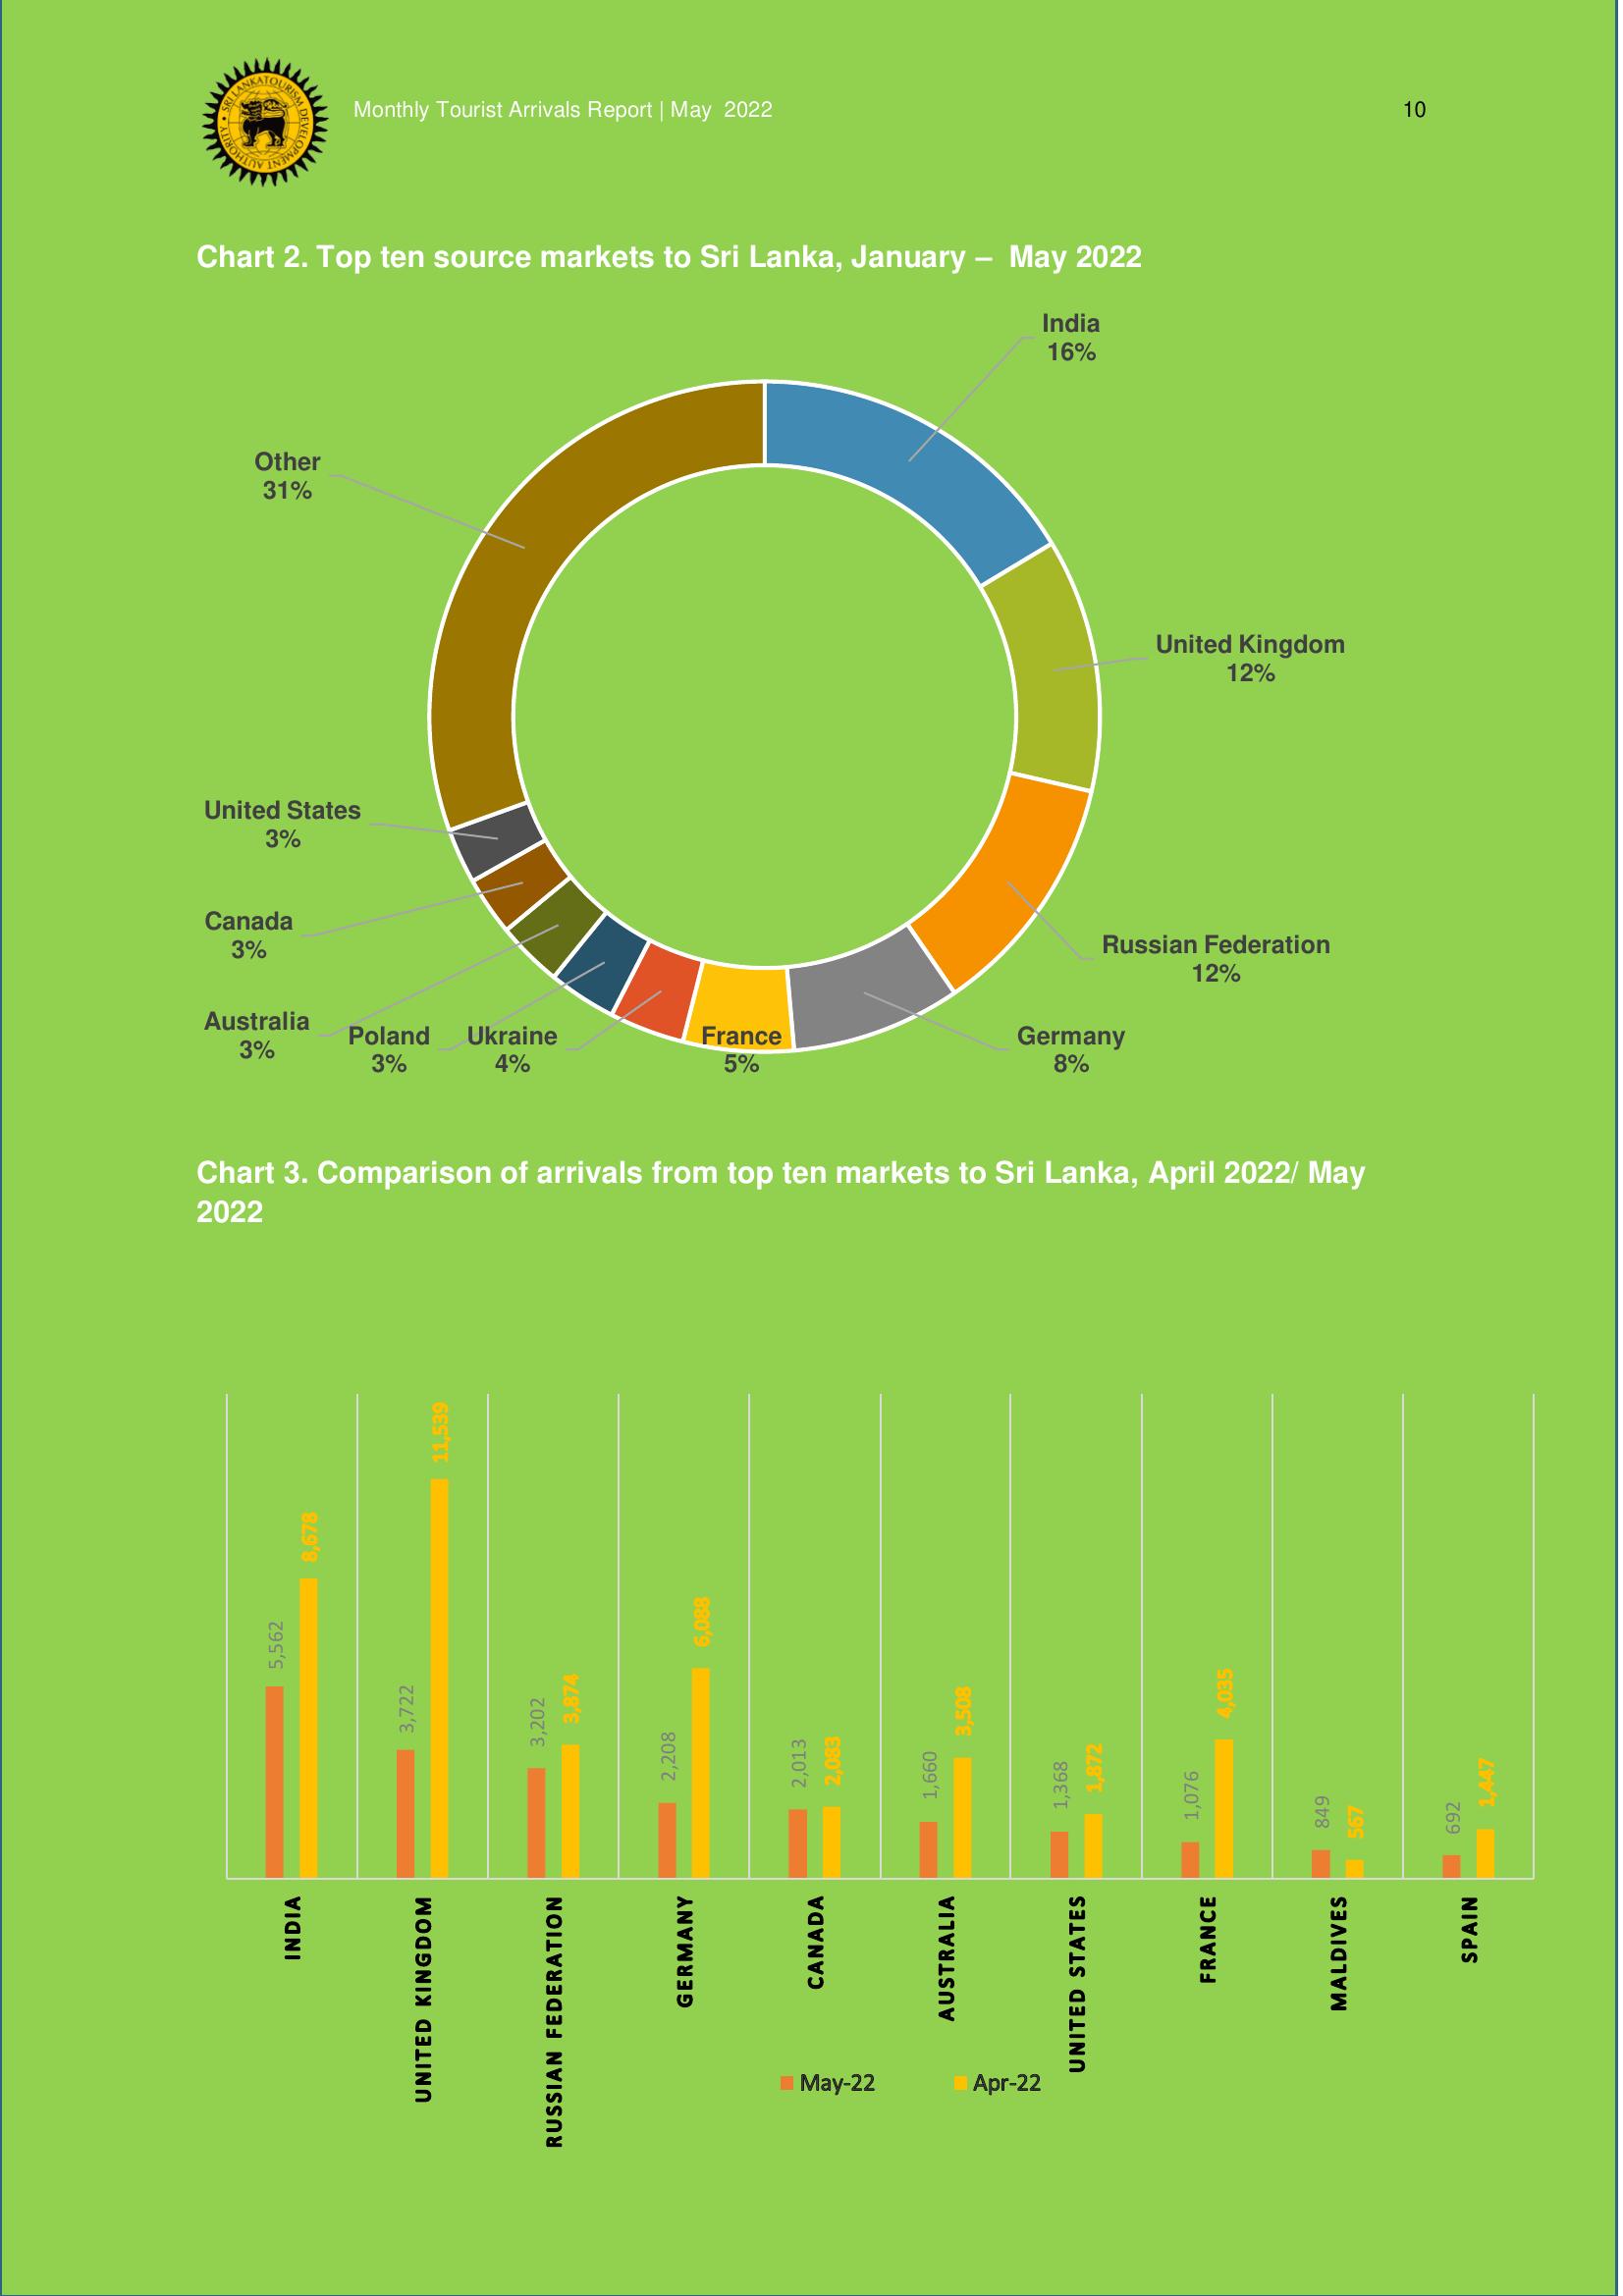 SRI LANKA TOURISM DEVELOPMENT AUTHORITY
Monthly Tourist Arrivals Report | May  2022
10
Chart 2. Top ten source markets to Sri Lanka, January –  May 2022
India
16%
Other
31%
United Kingdom
12%
United States
3%
Canada
3%
Russian Federation
12%
Australia
3%
Poland
3%
Ukraine
4%
France
5%
Germany
8%
Chart 3. Comparison of arrivals from top ten markets to Sri Lanka, April 2022/ May
2022
5,562
8,678
3,722
11,539
3,202
3,874
2,208
6,088
2,013
2,083
1,660
3,508
1,368
1,872
1,076
4,035
849
567
692
1,447
INDIA
UNITED KINGDOM
RUSSIAN FEDERATION
GERMANY
CANADA
AUSTRALIA
UNITED STATES
FRANCE
MALDIVES
SPAIN
May-22
Apr-22